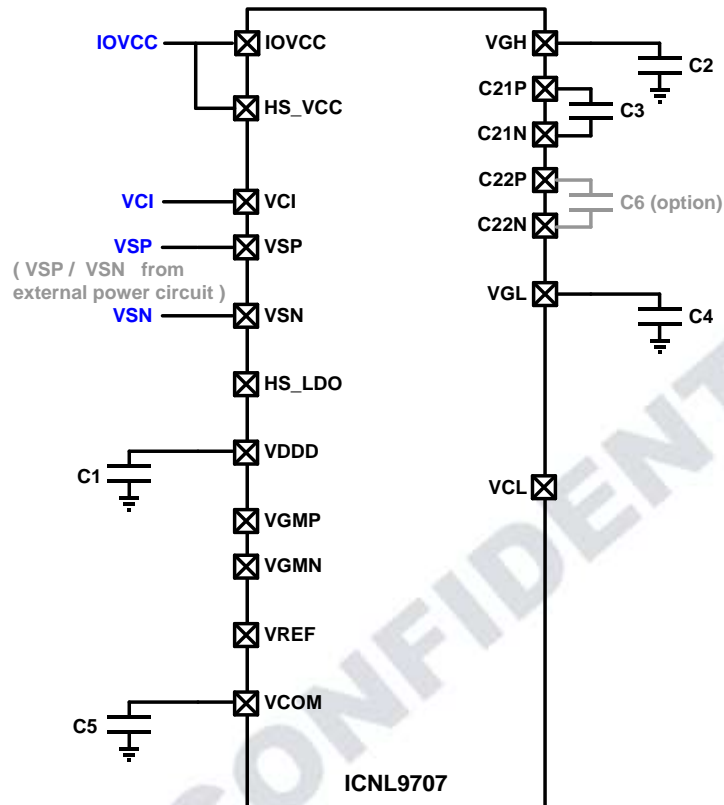 IOVCC
IOVCC
VGH
C2
C21P
C3
HS_VCC
C21N
C22P
VCI
VCI
C6 (option)
C22N
VSP
VSP
( VSP / VSN from
external power circuit )
VGL
VSN
VSN
C4
HS_LDO
VDDD
C1
VCL
VGMP
VGMN
VREF
VCOM
C5
ICNL9707
CONFIDENT